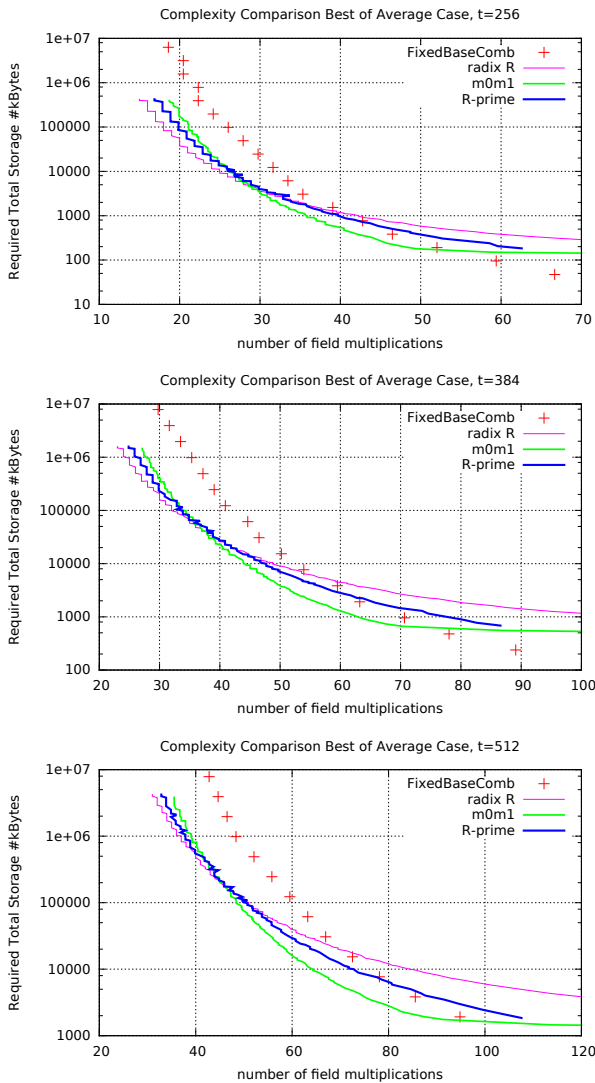 Complexity Comparison Best of Average Case, t=256
1e+07
1e+06
100000
10000
1000
100
10
10 20 30 40 50 60 70
Required Total Storage #kBytes
number of field multiplications
FixedBaseComb
radix R
m0m1
R-prime
Complexity Comparison Best of Average Case, t=384
1e+07
1e+06
100000
10000
1000
100
20 30 40 50 60 70 80 90 100
Required Total Storage #kBytes
number of field multiplications
FixedBaseComb
radix R
m0m1
R-prime
Complexity Comparison Best of Average Case, t=512
1e+07
1e+06
100000
10000
1000
20 40 60 80 100 120
Required Total Storage #kBytes
number of field multiplications
FixedBaseComb
radix R
m0m1
R-prime